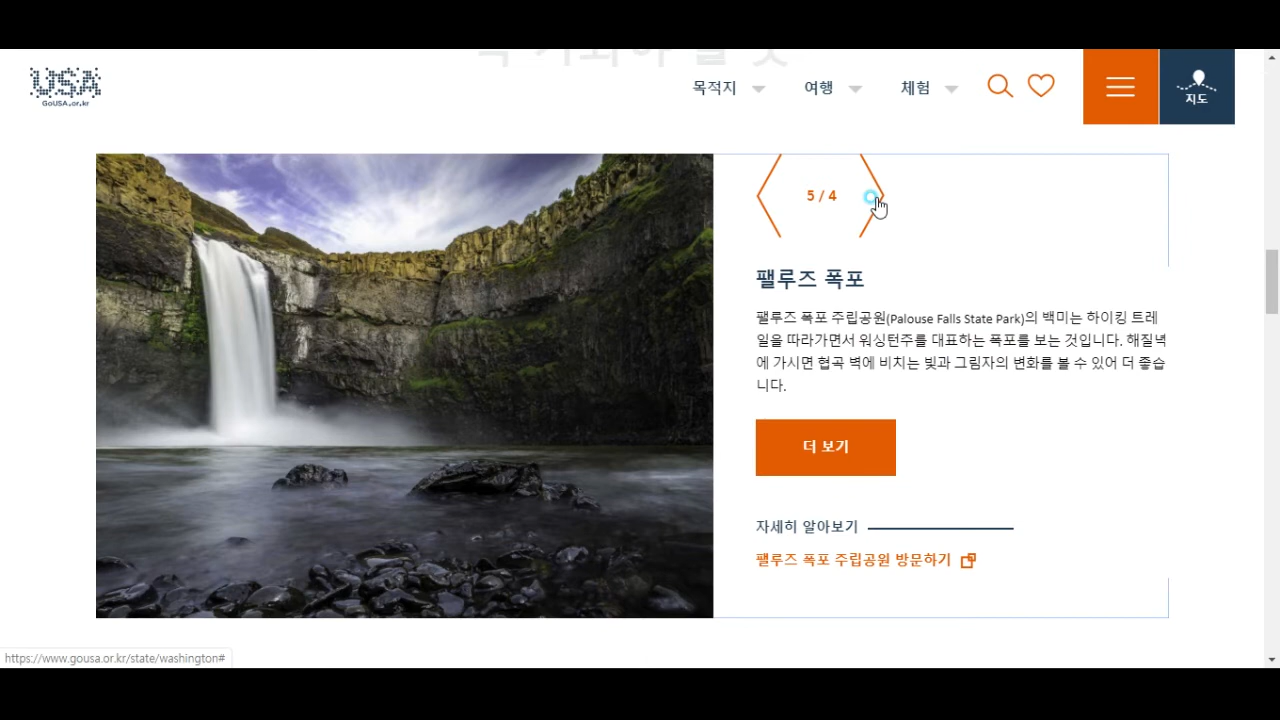 USA
GoUSA.or.kr
목적지
여행
체험
지도
5 / 4
팰루즈 폭포
팰루즈 폭포 주립공원(Palouse Falls State Park)의 백미는 하이킹 트레
일을 따라가면서 워싱턴주를 대표하는 폭포를 보는 것입니다. 해질녘
에 가시면 협곡 벽에 비치는 빛과 그림자의 변화를 볼 수 있어 더 좋습
니다.
더 보기
자세히 알아보기
팰루즈 폭포 주립공원 방문하기
https://www.gousa.or.kr/state/washington#